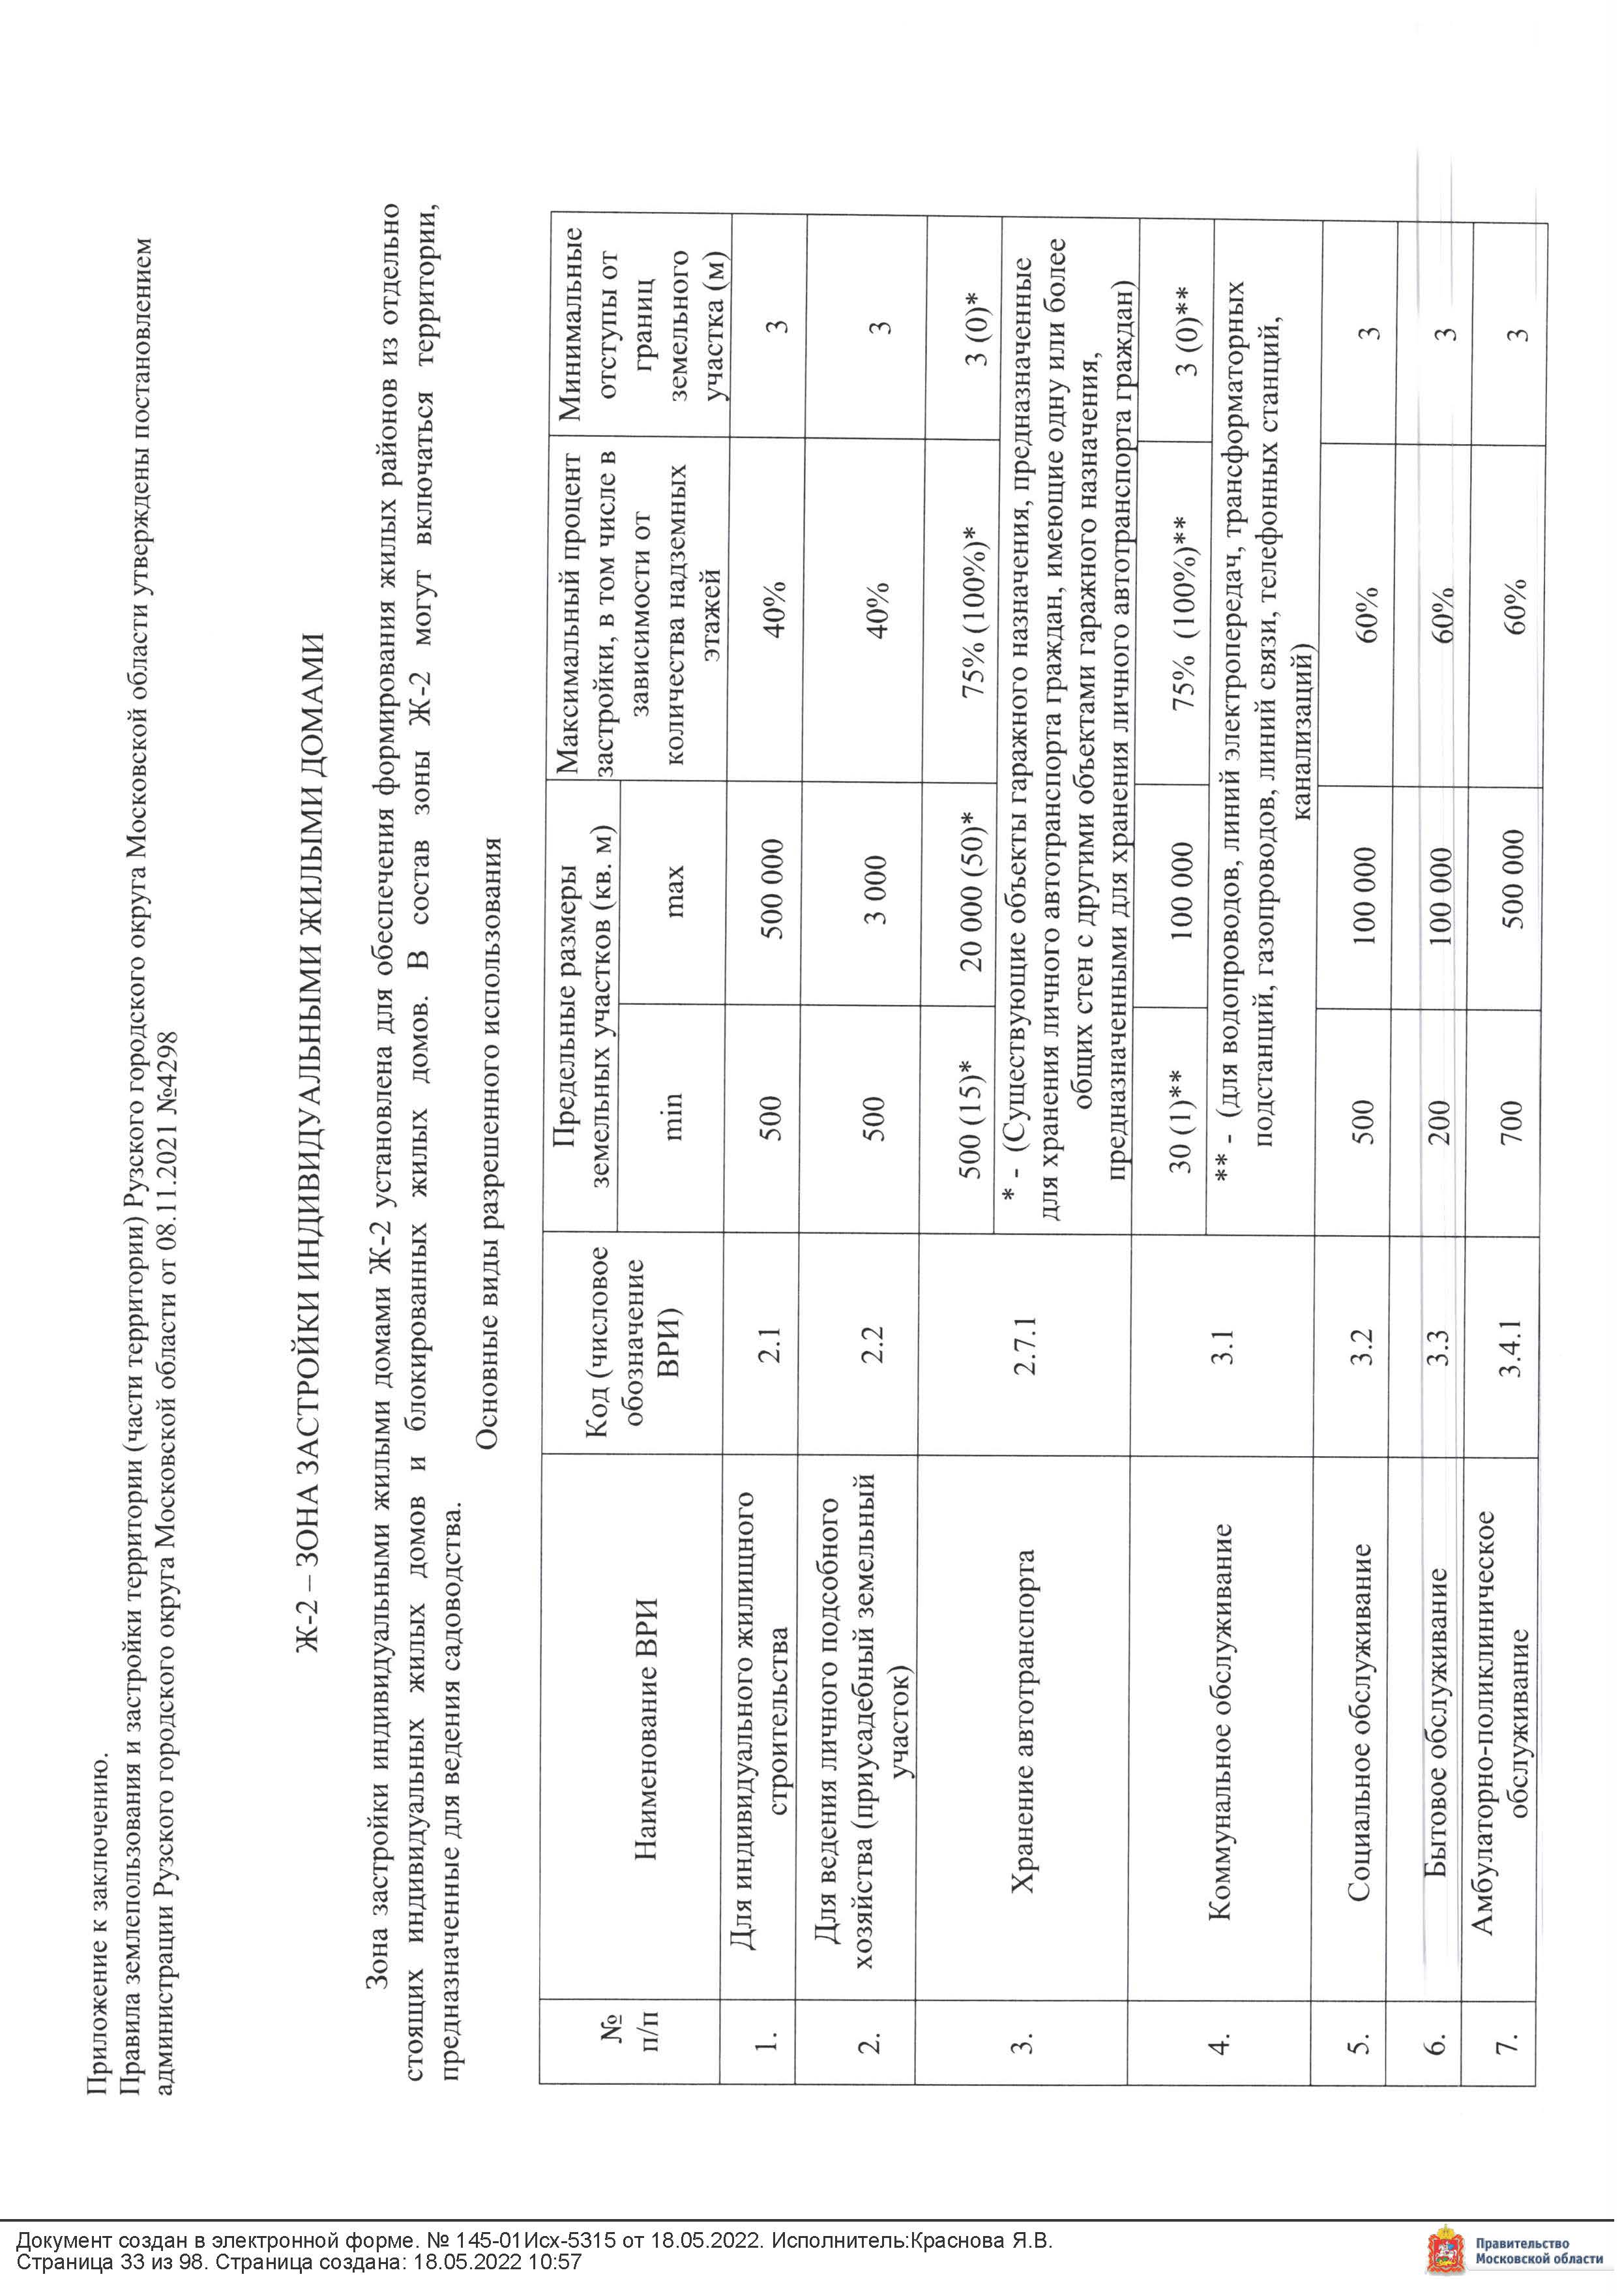 Приложение к заключению.
Правила землепользования и застройки территории (части территории) Рузского городского округа Московской области утверждены постановлением
администрации Рузского городского округа Московской области от 08.11.2021 №4298
Ж-2 – ЗОНА ЗАСТРОЙКИ ИНДИВИДУАЛЬНЫМИ ЖИЛЫМИ ДОМАМИ
Зона застройки индивидуальными жилыми домами Ж-2 установлена для обеспечения формирования жилых районов из отдельно
стоящих индивидуальных жилых домов и блокированных жилых домов. В состав зоны Ж-2 могут включаться территории,
предназначенные для ведения садоводства.
Основные виды разрешенного использования
№
п/п
Наименование ВРИ
Код (числовое
обозначение
ВРИ)
Предельные размеры
земельных участков (кв. м)
min
max
Максимальный процент
застройки, в том числе в
зависимости от
количества надземных
этажей
Минимальные
отступы от
границ
земельного
участка (м)
1.
Для индивидуального жилищного
строительства
2.1
500
500 000
40%
3
2.
Для ведения личного подсобного
хозяйства (приусадебный земельный
участок)
2.2
500
3 000
40%
3
3.
Хранение автотранспорта
2.7.1
500 (15)*
20 000 (50)*
75% (100%)*
3 (0)*
* - (Существующие объекты гаражного назначения, предназначенные
для хранения личного автотранспорта граждан, имеющие одну или более
общих стен с другими объектами гаражного назначения,
предназначенными для хранения личного автотранспорта граждан)
4.
Коммунальное обслуживание
3.1
30 (1)**
100 000
75% (100%)**
3 (0)**
** - (для водопроводов, линий электропередач, трансформаторных
подстанций, газопроводов, линий связи, телефонных станций,
канализаций)
5.
Социальное обслуживание
3.2
500
100 000
60%
3
6.
Бытовое обслуживание
3.3
200
100 000
60%
3
7.
Амбулаторно-поликлиническое
обслуживание
3.4.1
700
500 000
60%
3
Документ создан в электронной форме. № 145-01Исх-5315 от 18.05.2022. Исполнитель:Краснова Я.В.
Страница 33 из 98. Страница создана: 18.05.2022 10:57
Правительство
Московской области